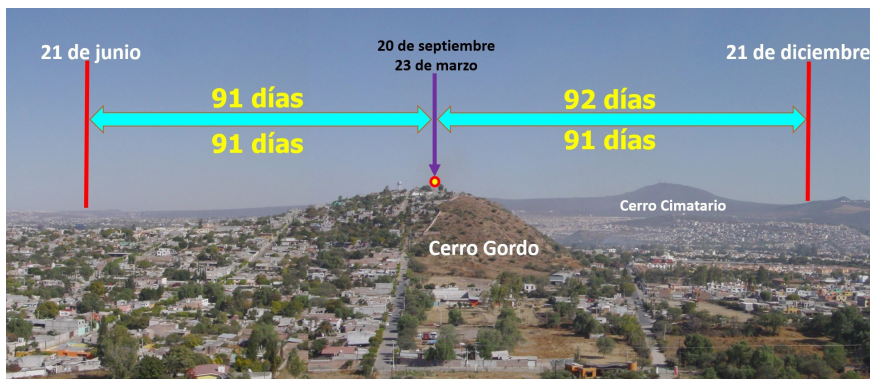 21 de junio
20 de septiembre
23 de marzo
21 de diciembre
91 días
92 días
91 días
91 días
Cerro Cimatario
Cerro Gordo